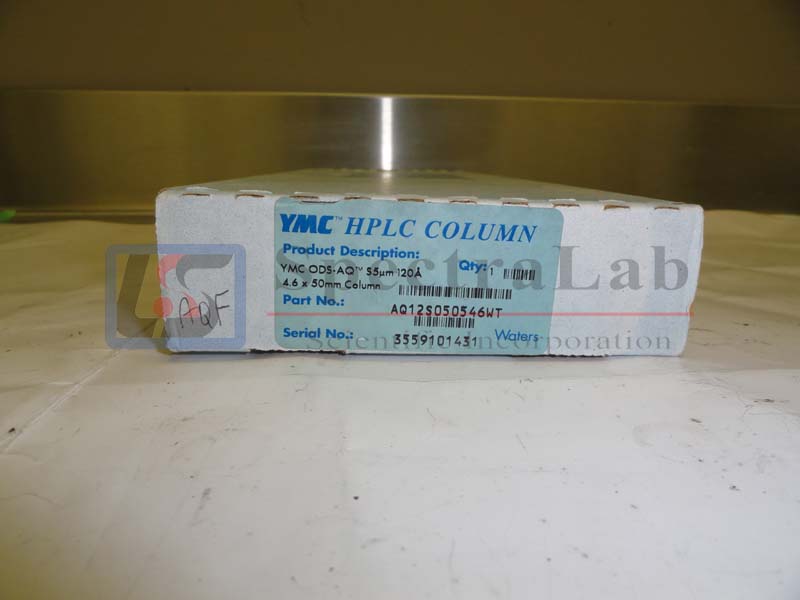 YMC™ HPLC COLUMN
Product Description: Qty: 1
YMC ODS-AQ™ S5µm 120Å
4.6 x 50mm Column
Part No.: AQ12S050546WT
Serial No.: 3559101431 Waters
AQF
SpectraLab
Scientific Incorporation